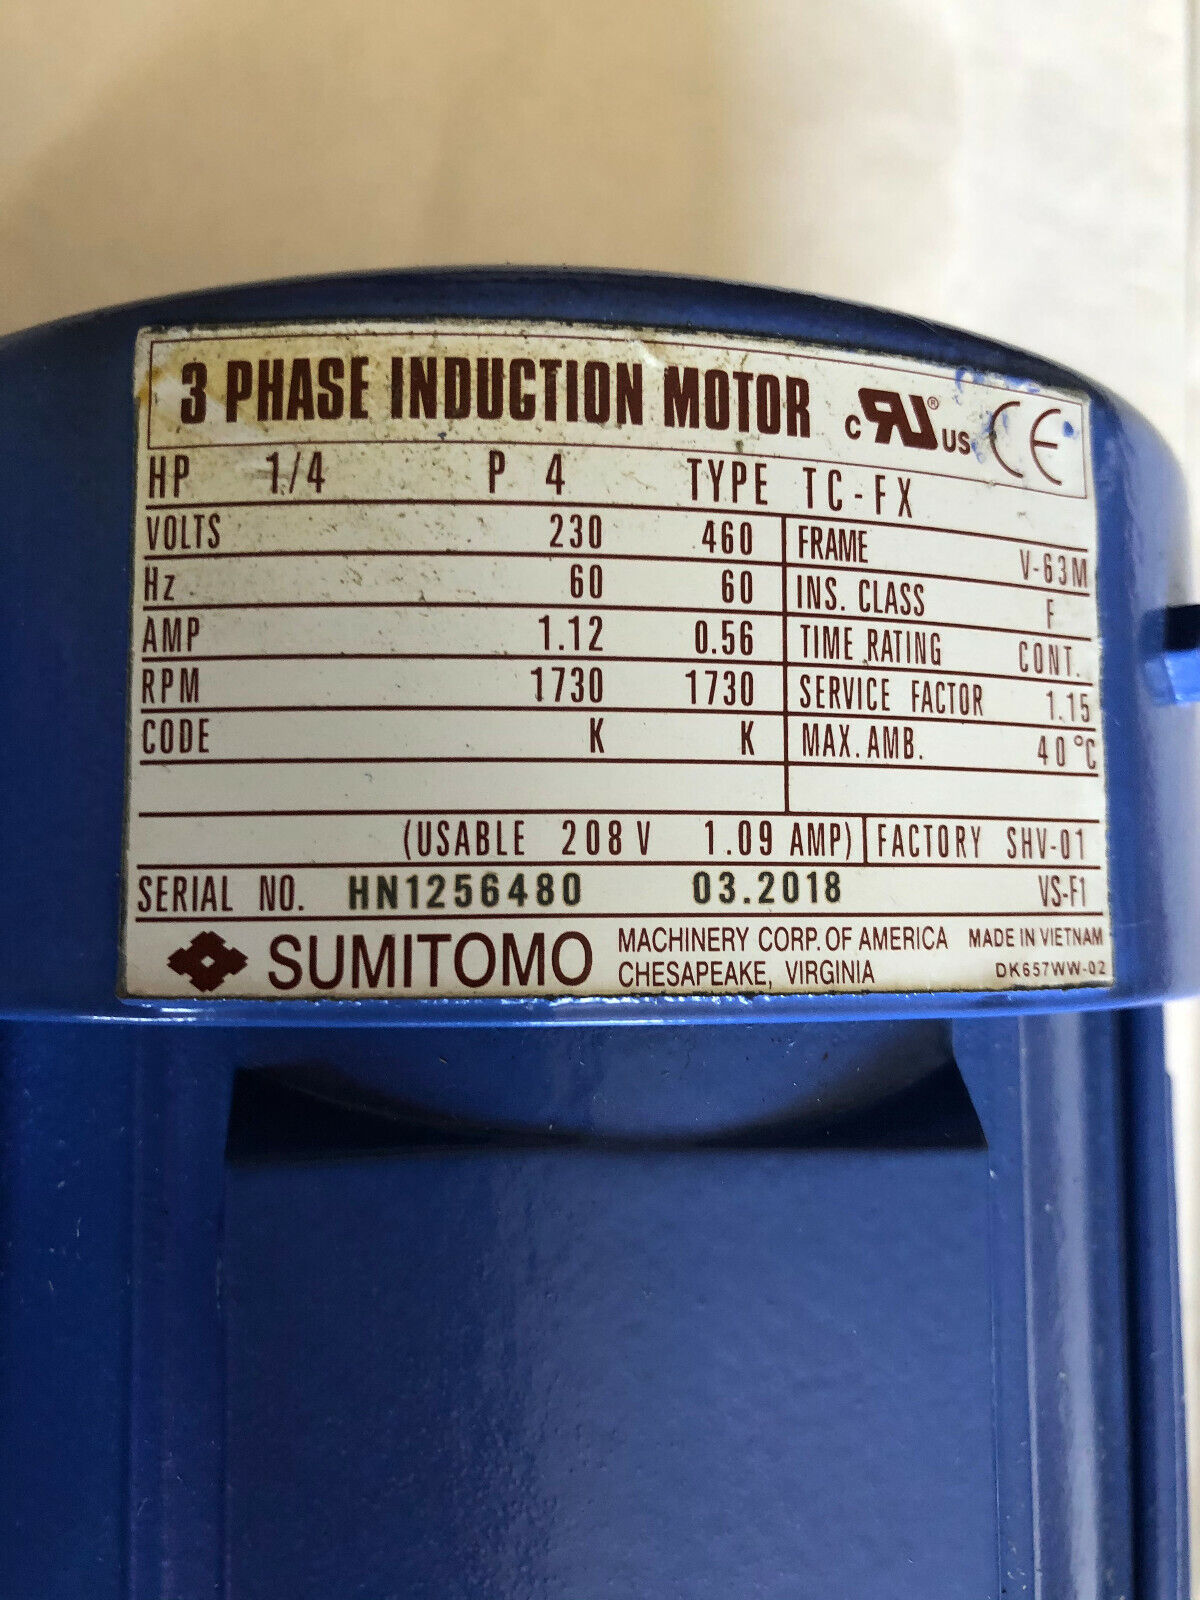 3 PHASE INDUCTION MOTOR c RU ® US CE
HP 1/4 P 4 TYPE TC-FX
VOLTS 230 460 FRAME V-63M
Hz 60 60 INS. CLASS F
AMP 1.12 0.56 TIME RATING CONT.
RPM 1730 1730 SERVICE FACTOR 1.15
CODE K K MAX. AMB. 40°C
(USABLE 208 V 1.09 AMP) FACTORY SHV-01
SERIAL NO. HN1256480 03.2018 VS-F1
SUMITOMO MACHINERY CORP. OF AMERICA MADE IN VIETNAM
CHESAPEAKE, VIRGINIA DK657WW-02